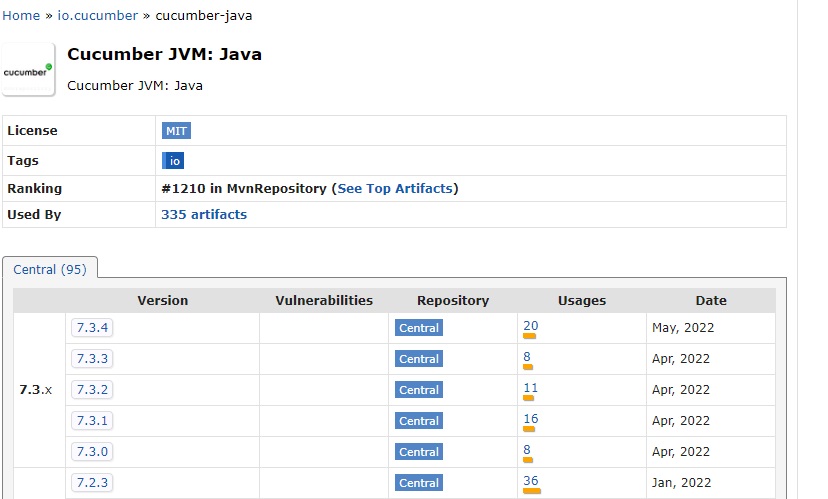 Home » io.cucumber » cucumber-java
cucumber
Cucumber JVM: Java
Cucumber JVM: Java
License MIT
Tags io
Ranking #1210 in MvnRepository (See Top Artifacts)
Used By 335 artifacts
Central (95)
Version Vulnerabilities Repository Usages Date
7.3.4 Central 20 May, 2022
7.3.3 Central 8 Apr, 2022
7.3.x 7.3.2 Central 11 Apr, 2022
7.3.1 Central 16 Apr, 2022
7.3.0 Central 8 Apr, 2022
7.2.3 Central 36 Jan, 2022